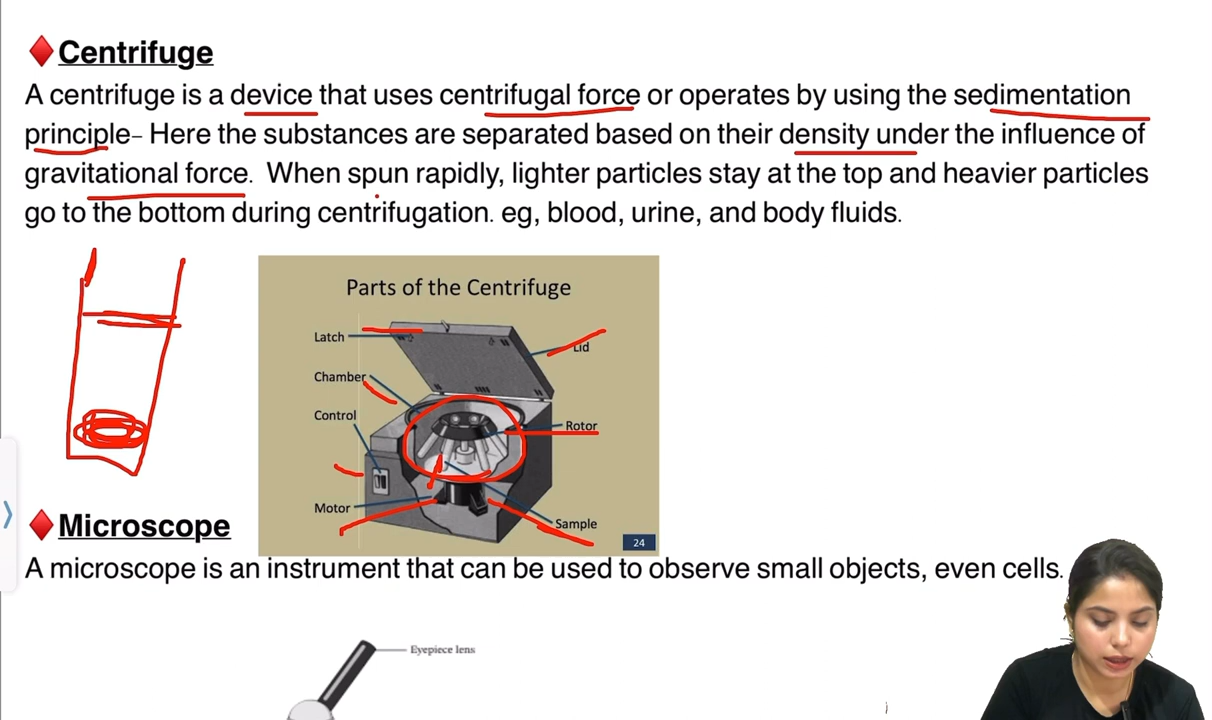 Centrifuge
A centrifuge is a device that uses centrifugal force or operates by using the sedimentation
principle– Here the substances are separated based on their density under the influence of
gravitational force. When spun rapidly, lighter particles stay at the top and heavier particles
go to the bottom during centrifugation. eg, blood, urine, and body fluids.
Parts of the Centrifuge
Latch
Lid
Chamber
Control
Rotor
Motor
Sample
24
Microscope
A microscope is an instrument that can be used to observe small objects, even cells.
Eyepiece lens